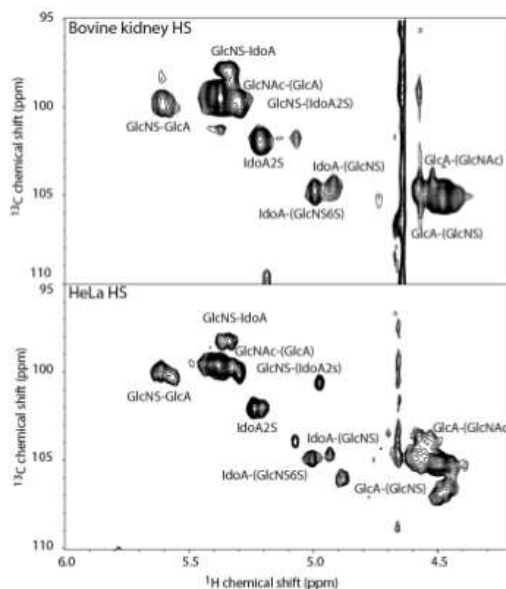 Bovine kidney HS
95
GlcNS-IdoA
GlcNAc-(GlcA)
GlcNS-(IdoA2S)
100
GlcNS-GlcA
IdoA2S
IdoA-(GlcNS)
GlcA-(GlcNAc)
105
IdoA-(GlcNS6S)
GlcA-(GlcNS)
110
13C chemical shift (ppm)
HeLa HS
95
GlcNS-IdoA
GlcNAc-(GlcA)
GlcNS-(IdoA2s)
100
GlcNS-GlcA
IdoA2S
IdoA-(GlcNS)
GlcA-(GlcNAc
105
IdoA-(GlcNS6S)
GlcA-(GlcNS)
110
13C chemical shift (ppm)
6.0 5.5 5.0 4.5
1H chemical shift (ppm)